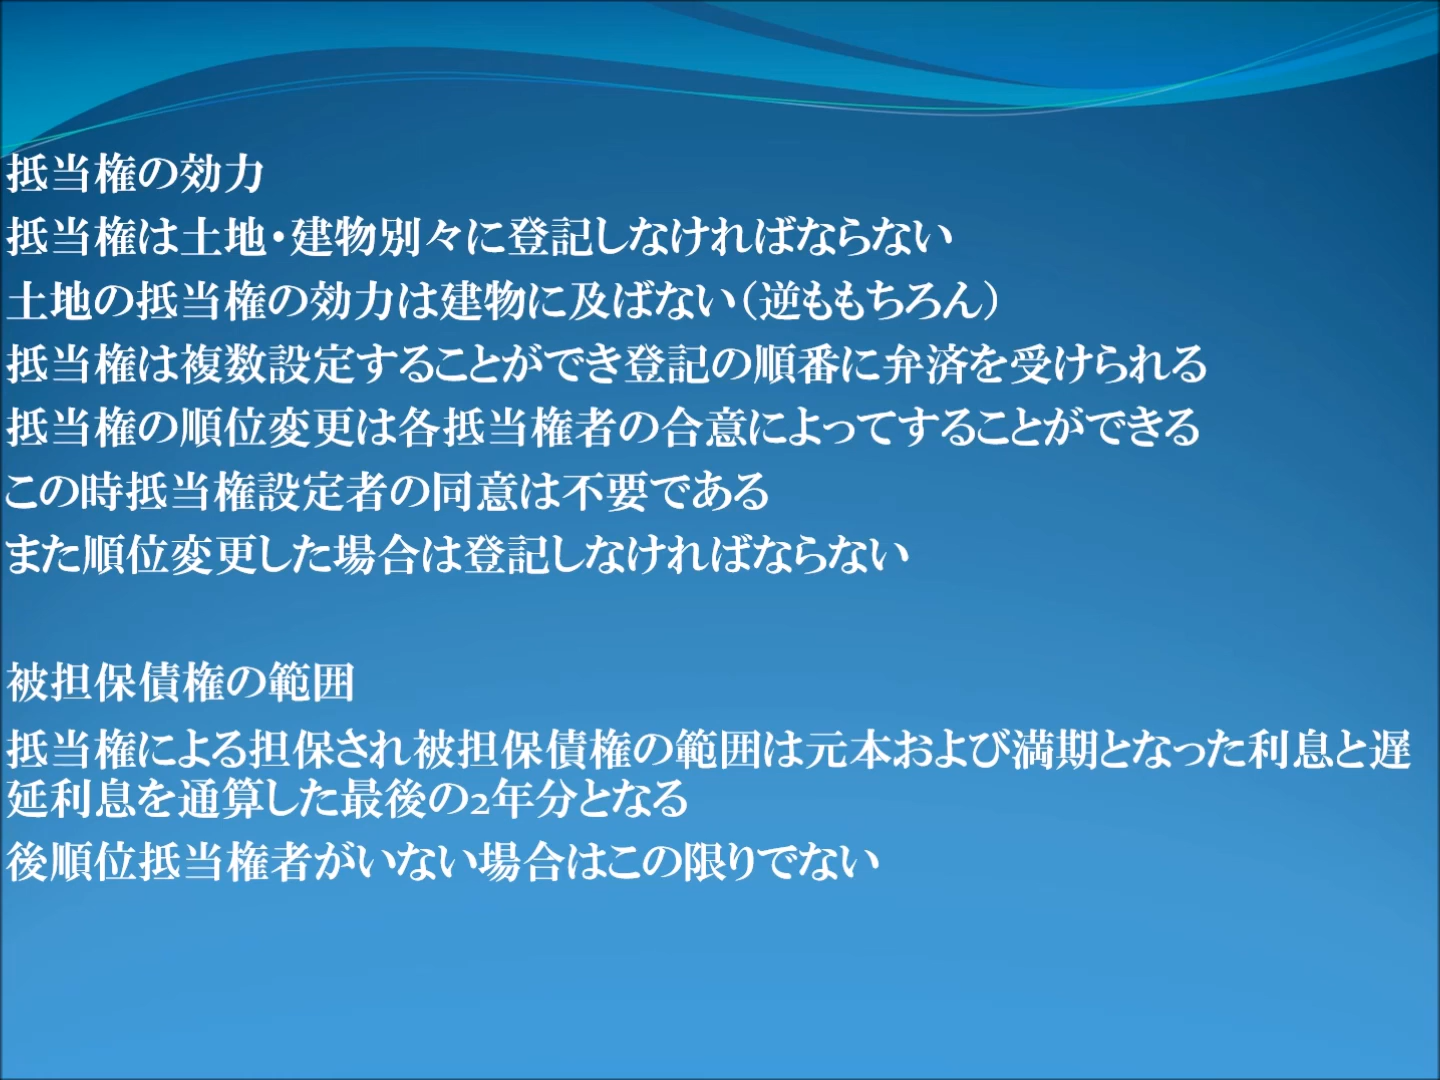 抵当権の効力
抵当権は土地・建物別々に登記しなければならない
土地の抵当権の効力は建物に及ばない（逆ももちろん）
抵当権は複数設定することができ登記の順番に弁済を受けられる
抵当権の順位変更は各抵当権者の合意によってすることができる
この時抵当権設定者の同意は不要である
また順位変更した場合は登記しなければならない
被担保債権の範囲
抵当権による担保され被担保債権の範囲は元本および満期となった利息と遅
延利息を通算した最後の2年分となる
後順位抵当権者がいない場合はこの限りでない